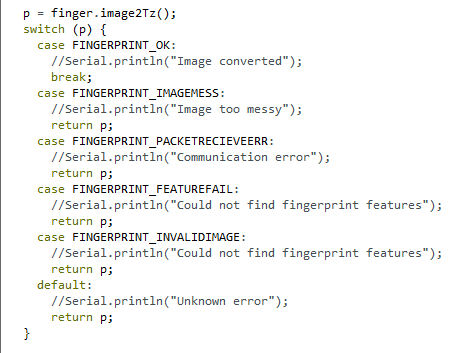 p = finger.image2Tz();
switch (p) {
  case FINGERPRINT_OK:
    //Serial.println("Image converted");
    break;
  case FINGERPRINT_IMAGEMESS:
    //Serial.println("Image too messy");
    return p;
  case FINGERPRINT_PACKETRECIEVEERR:
    //Serial.println("Communication error");
    return p;
  case FINGERPRINT_FEATUREFAIL:
    //Serial.println("Could not find fingerprint features");
    return p;
  case FINGERPRINT_INVALIDIMAGE:
    //Serial.println("Could not find fingerprint features");
    return p;
  default:
    //Serial.println("Unknown error");
    return p;
}